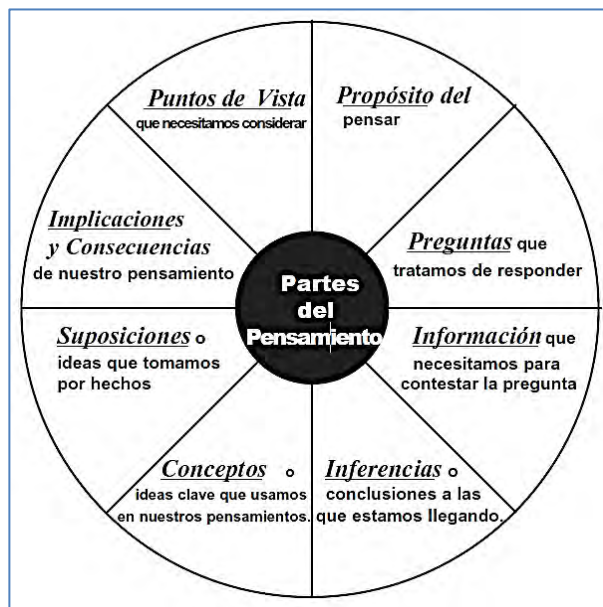 Puntos de Vista
que necesitamos considerar
Propósito del
pensar
Implicaciones
y Consecuencias
de nuestro pensamiento
Preguntas que
tratamos de responder
Partes
del
Pensamiento
Suposiciones o
ideas que tomamos
por hechos
Información que
necesitamos para
contestar la pregunta
Conceptos o
ideas clave que usamos
en nuestros pensamientos.
Inferencias o
conclusiones a las
que estamos llegando.